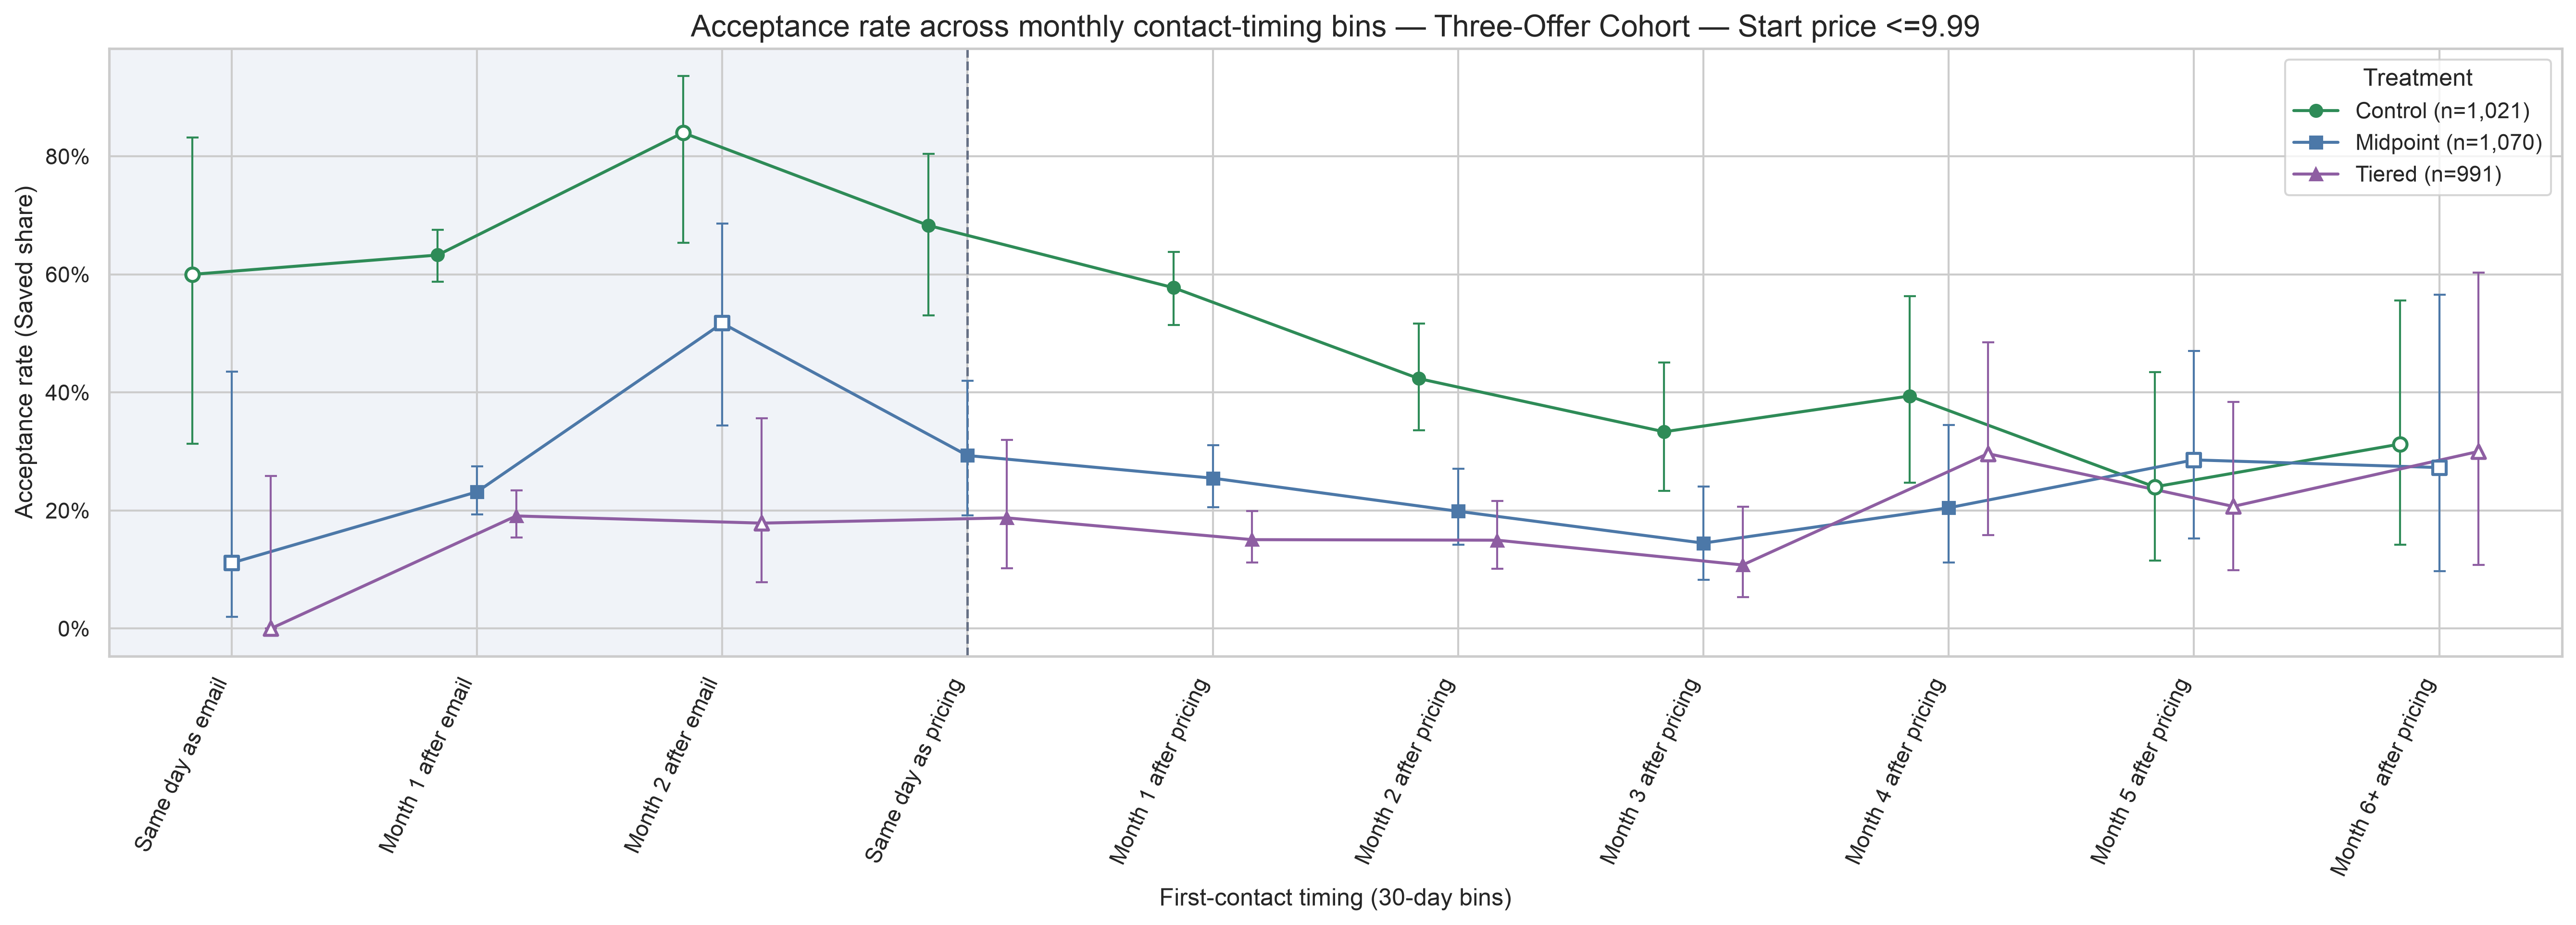 Acceptance rate across monthly contact-timing bins — Three-Offer Cohort — Start price <=9.99
Treatment
Control (n=1,021)
Midpoint (n=1,070)
Tiered (n=991)
Acceptance rate (Saved share)
80%
60%
40%
20%
0%
Same day as email
Month 1 after email
Month 2 after email
Same day as pricing
Month 1 after pricing
Month 2 after pricing
Month 3 after pricing
Month 4 after pricing
Month 5 after pricing
Month 6+ after pricing
First-contact timing (30-day bins)